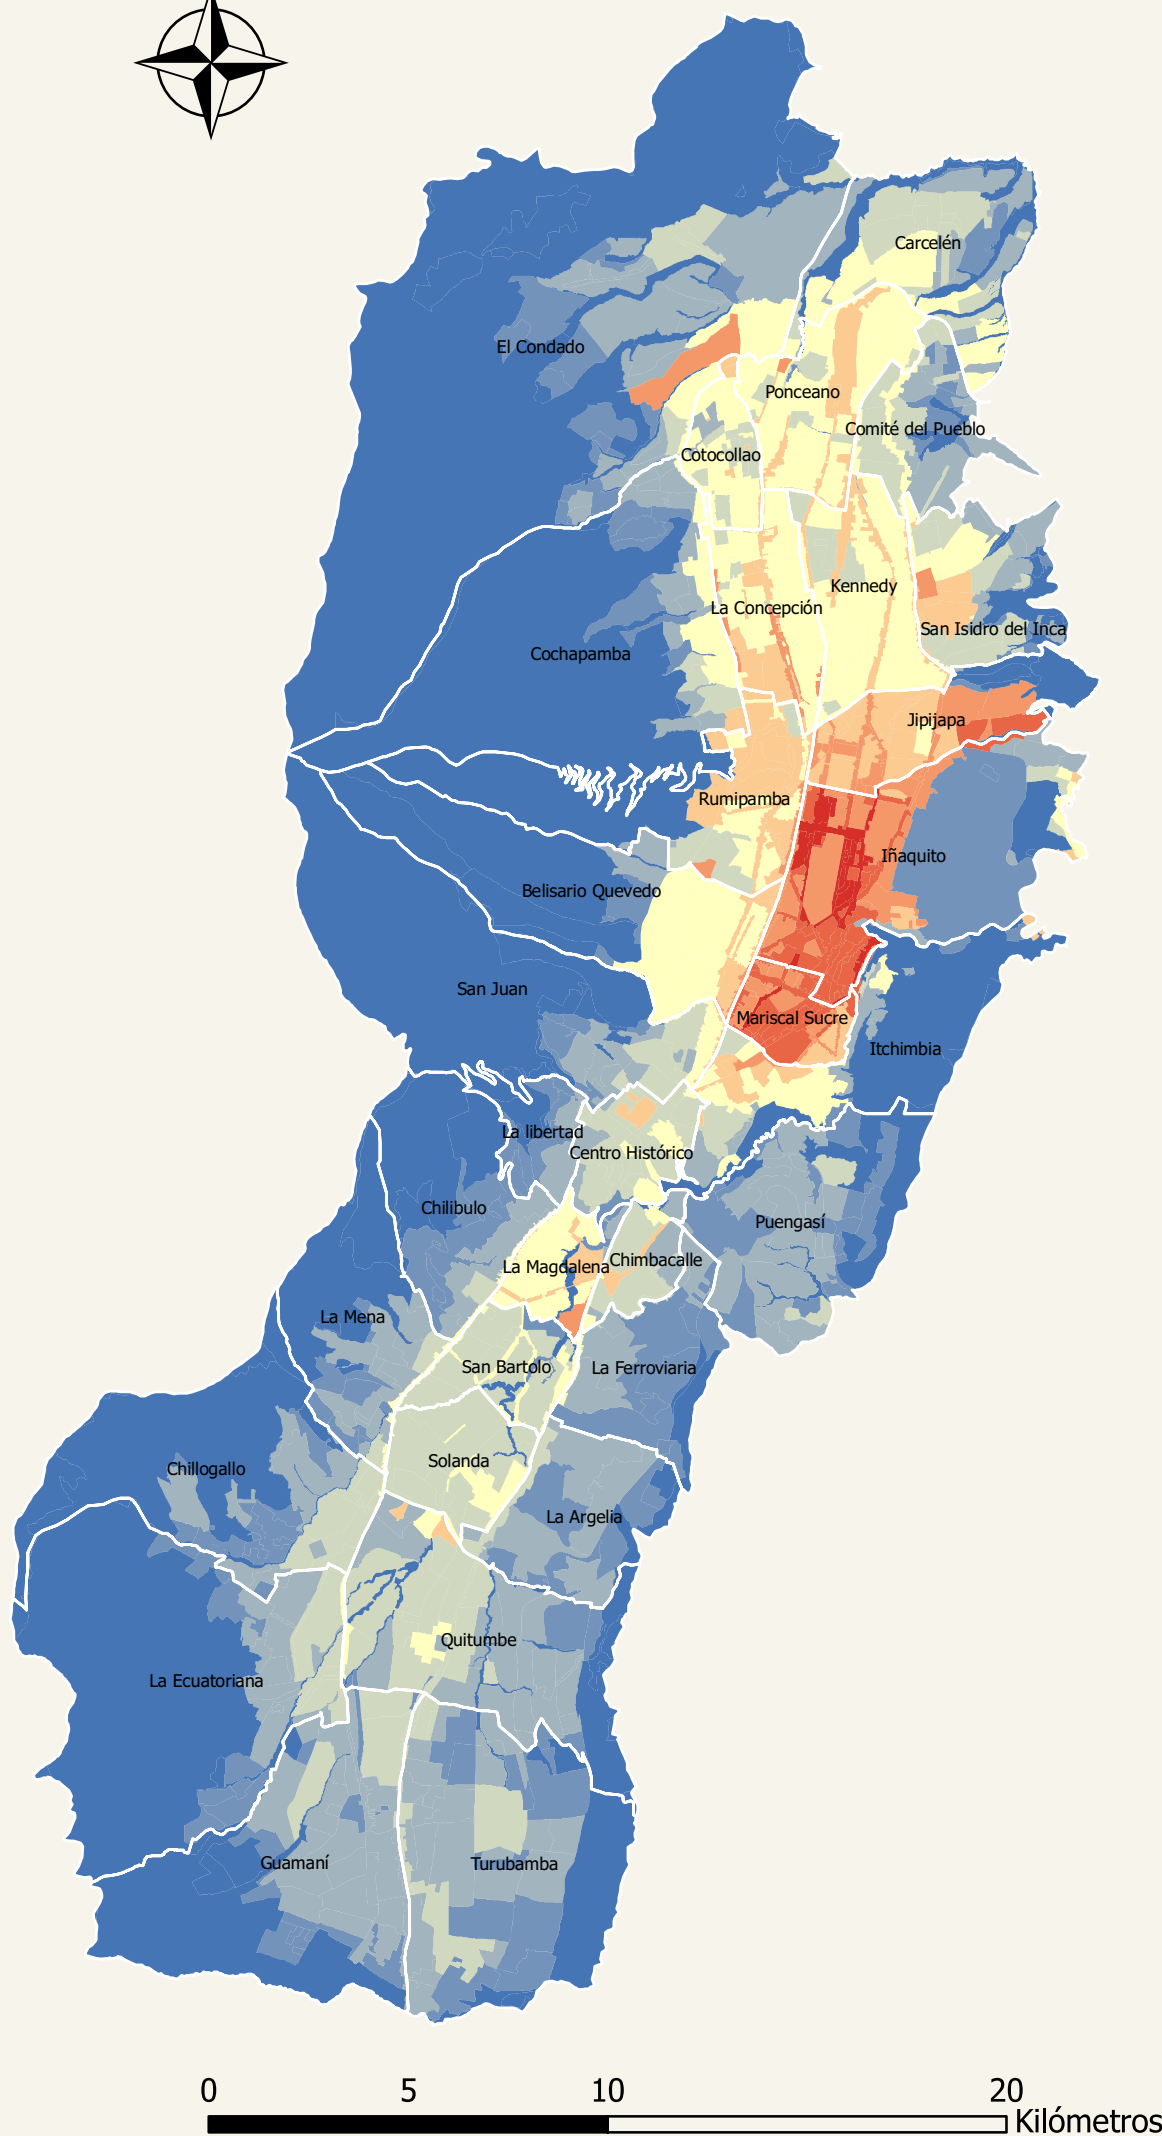 Carcelén
El Condado
Ponceano
Comité del Pueblo
Cotocollao
Kennedy
La Concepción
San Isidro del Inca
Cochapamba
Jipijapa
Rumipamba
Iñaquito
Belisario Quevedo
San Juan
Mariscal Sucre
Itchimbia
La libertad
Centro Histórico
Chilibulo
Puengasí
Chimbacalle
La Magdalena
La Mena
San Bartolo
La Ferroviaria
Solanda
Chillogallo
La Argelia
Quitumbe
La Ecuatoriana
Guamaní
Turubamba
0 5 10 20
Kilómetros